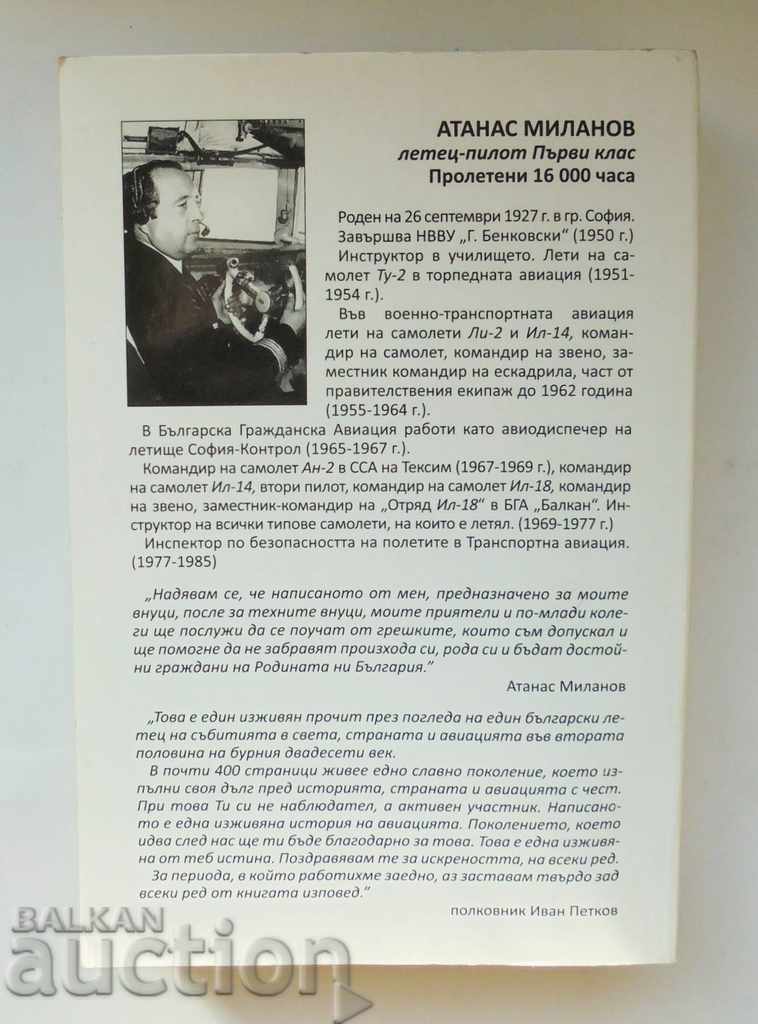 АТАНАС МИЛАНОВ
летец-пилот Първи клас
Пролетени 16 000 часа
Роден на 26 септември 1927 г. в гр. София.
Завършва НВВУ „Г. Бенковски“ (1950 г.)
Инструктор в училището. Лети на са-
молет Ту-2 в торпедната авиация (1951-
1954 г.).
Във военно-транспортната авиация
лети на самолети Ли-2 и Ил-14, коман-
дир на самолет, командир на звено, за-
местник командир на ескадрила, част от
правителствения екипаж до 1962 година
(1955-1964 г.).
В Българска Гражданска Авиация работи като авиодиспечер на
летище София-Контрол (1965-1967 г.).
Командир на самолет Ан-2 в ССА на Тексим (1967-1969 г.), командир
на самолет Ил-14, втори пилот, командир на самолет Ил-18, командир
на звено, заместник-командир на „Отряд Ил-18“ в БГА „Балкан“. Ин-
структор на всички типове самолети, на които е летял. (1969-1977 г.)
Инспектор по безопасността на полетите в Транспортна авиация.
(1977-1985)
„Надявам се, че написаното от мен, предназначено за моите
внуци, после за техните внуци, моите приятели и по-млади коле-
ги ще послужи да се поучат от грешките, които съм допускал и
ще помогне да не забравят произхода си, рода си и бъдат достой-
ни граждани на Родината ни България.”
Атанас Миланов
„Това е един изживян прочит през погледа на един български ле-
тец на събитията в света, страната и авиацията във втората
половина на бурния двадесети век.
В почти 400 страници живее едно славно поколение, което из-
пълни своя дълг пред историята, страната и авиацията с чест.
При това Ти си не наблюдател, а активен участник. Написано-
то е една изживяна история на авиацията. Поколението, което
идва след нас ще ти бъде благодарно за това. Това е една изживя-
на от теб истина. Поздравявам те за искреността, на всеки ред.
За периода, в който работихме заедно, аз заставам твърдо зад
всеки ред от книгата изповед.”
полковник Иван Петков
BALKAN
auction